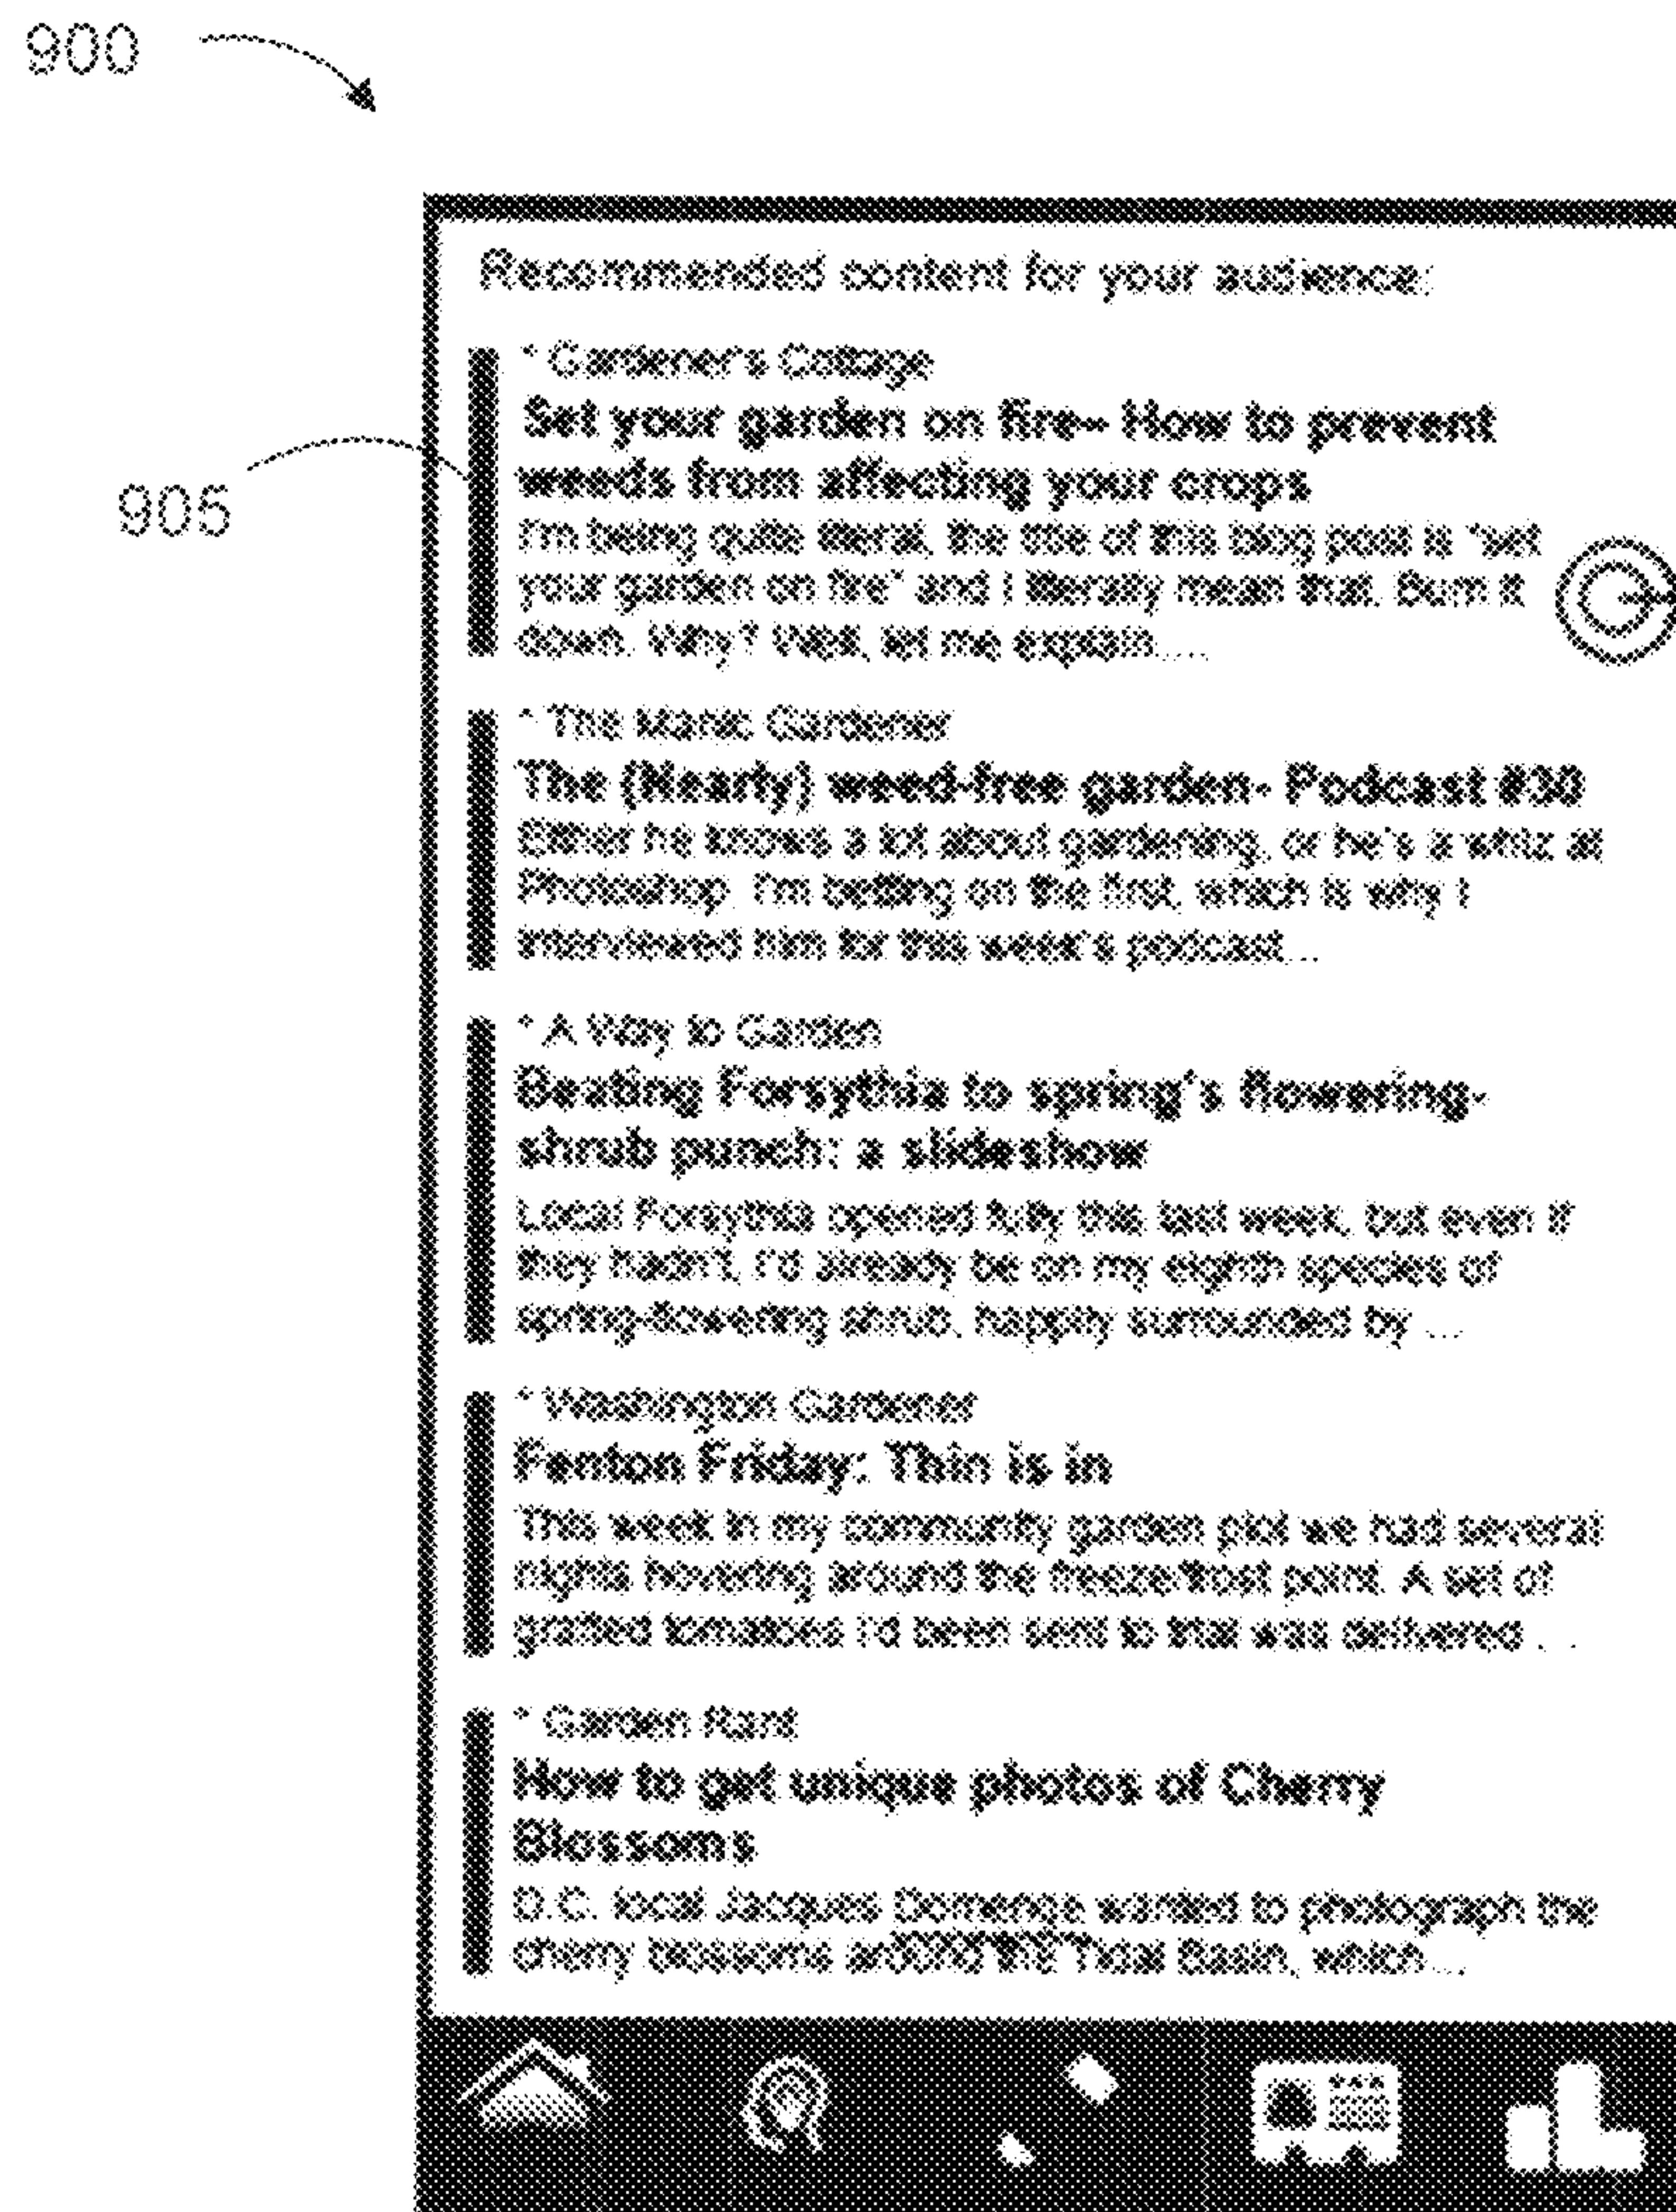 900
Recommended content for your audience:
* Gardener's Cottage
Set your garden on fire-- How to prevent
weeds from affecting your crops
905
I'm being quite literal, the title of this blog post is "set
your garden on fire" and I literally mean that. Burn it
down. Why? Well, let me explain....
* The Manic Gardener
The (Nearly) weed-free garden- Podcast #30
Either he knows a lot about gardening, or he's a whiz at
Photoshop. I'm betting on the first, which is why I
interviewed him for this week's podcast...
* A Way to Garden
Beating Forsythia to spring's flowering-
shrub punch: a slideshow
Local Forsythia opened fully this last week, but even if
they hadn't, I'd already be on my eighth species of
spring-flowering shrub, happily surrounded by ...
* Washington Gardener
Fenton Friday: Thin is in
This week in my community garden plot we had several
nights hovering around the freeze/frost point. A set of
grafted tomatoes I'd been sent to trial was delivered ...
* Garden Rant
How to get unique photos of Cherry
Blossoms
D.C. local Jacques Domenge wanted to photograph the
cherry blossoms around the Tidal Basin, which...